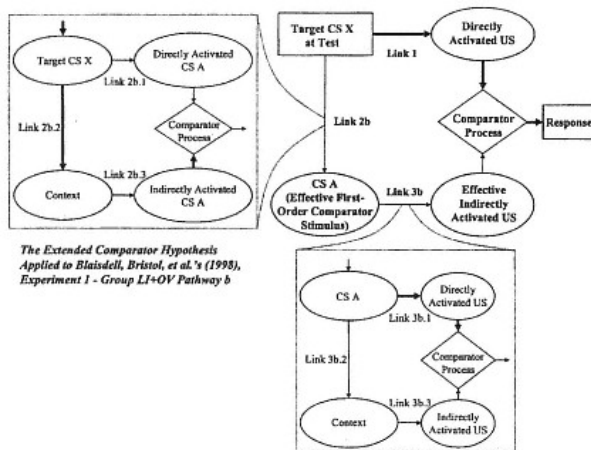 Target CS X
Directly Activated
CS A
Link 2b.1
Link 2b.2
Comparator
Process
Link 2b.3
Context
Indirectly Activated
CS A
Target CS X
at Test
Link 1
Directly
Activated US
Link 2b
Comparator
Process
Response
CS A
(Effective First-
Order Comparator
Stimulus)
Link 3b
Effective
Indirectly
Activated US
The Extended Comparator Hypothesis
Applied to Blaisdell, Bristol, et al.'s (1998),
Experiment 1 - Group LI+OV Pathway b
CS A
Directly
Activated US
Link 3b.1
Link 3b.2
Comparator
Process
Link 3b.3
Context
Indirectly
Activated US